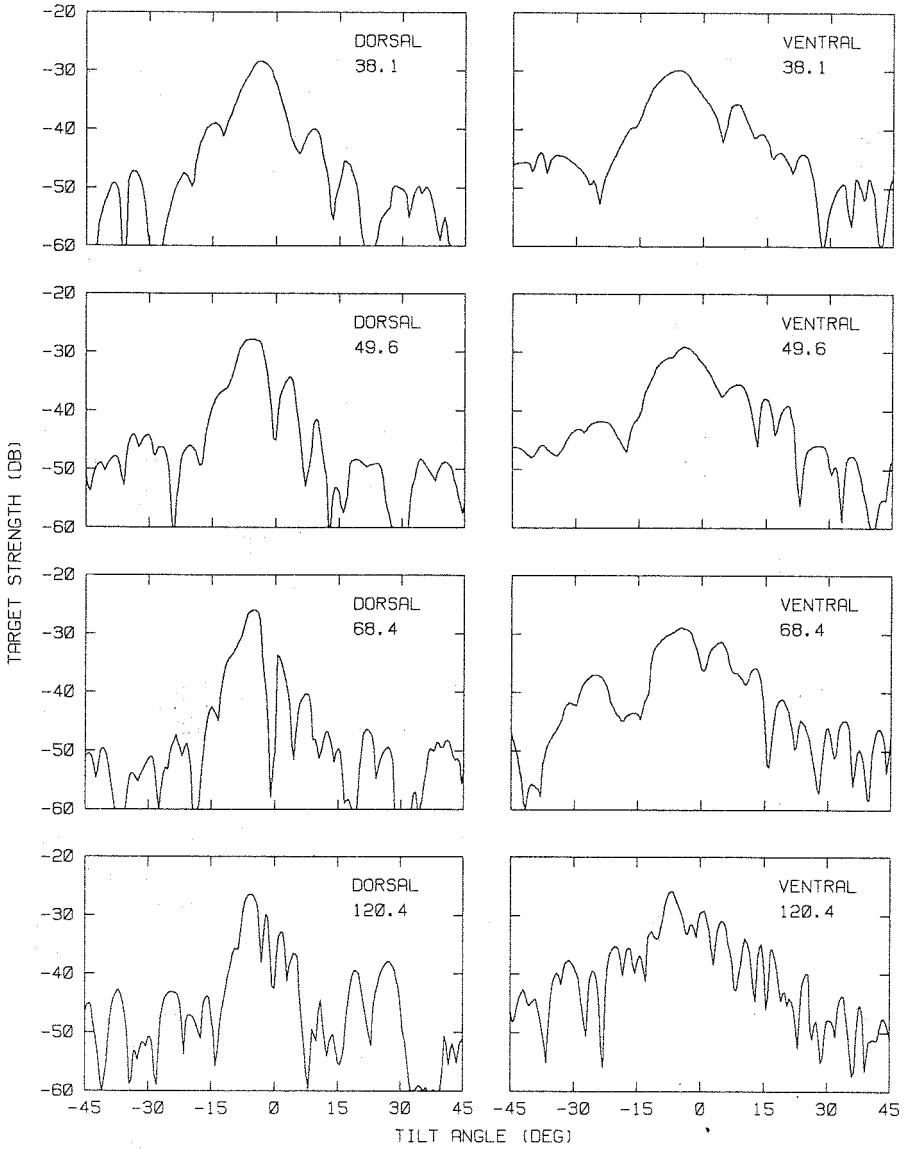 -20
-30
-40
-50
-60
DORSAL
38.1
VENTRAL
38.1
-20
-30
-40
-50
-60
DORSAL
49.6
VENTRAL
49.6
-20
-30
-40
-50
-60
DORSAL
68.4
VENTRAL
68.4
-20
-30
-40
-50
-60
DORSAL
120.4
VENTRAL
120.4
-45 -30 -15 0 15 30 45
-45 -30 -15 0 15 30 45
TARGET STRENGTH (DB)
TILT ANGLE (DEG)